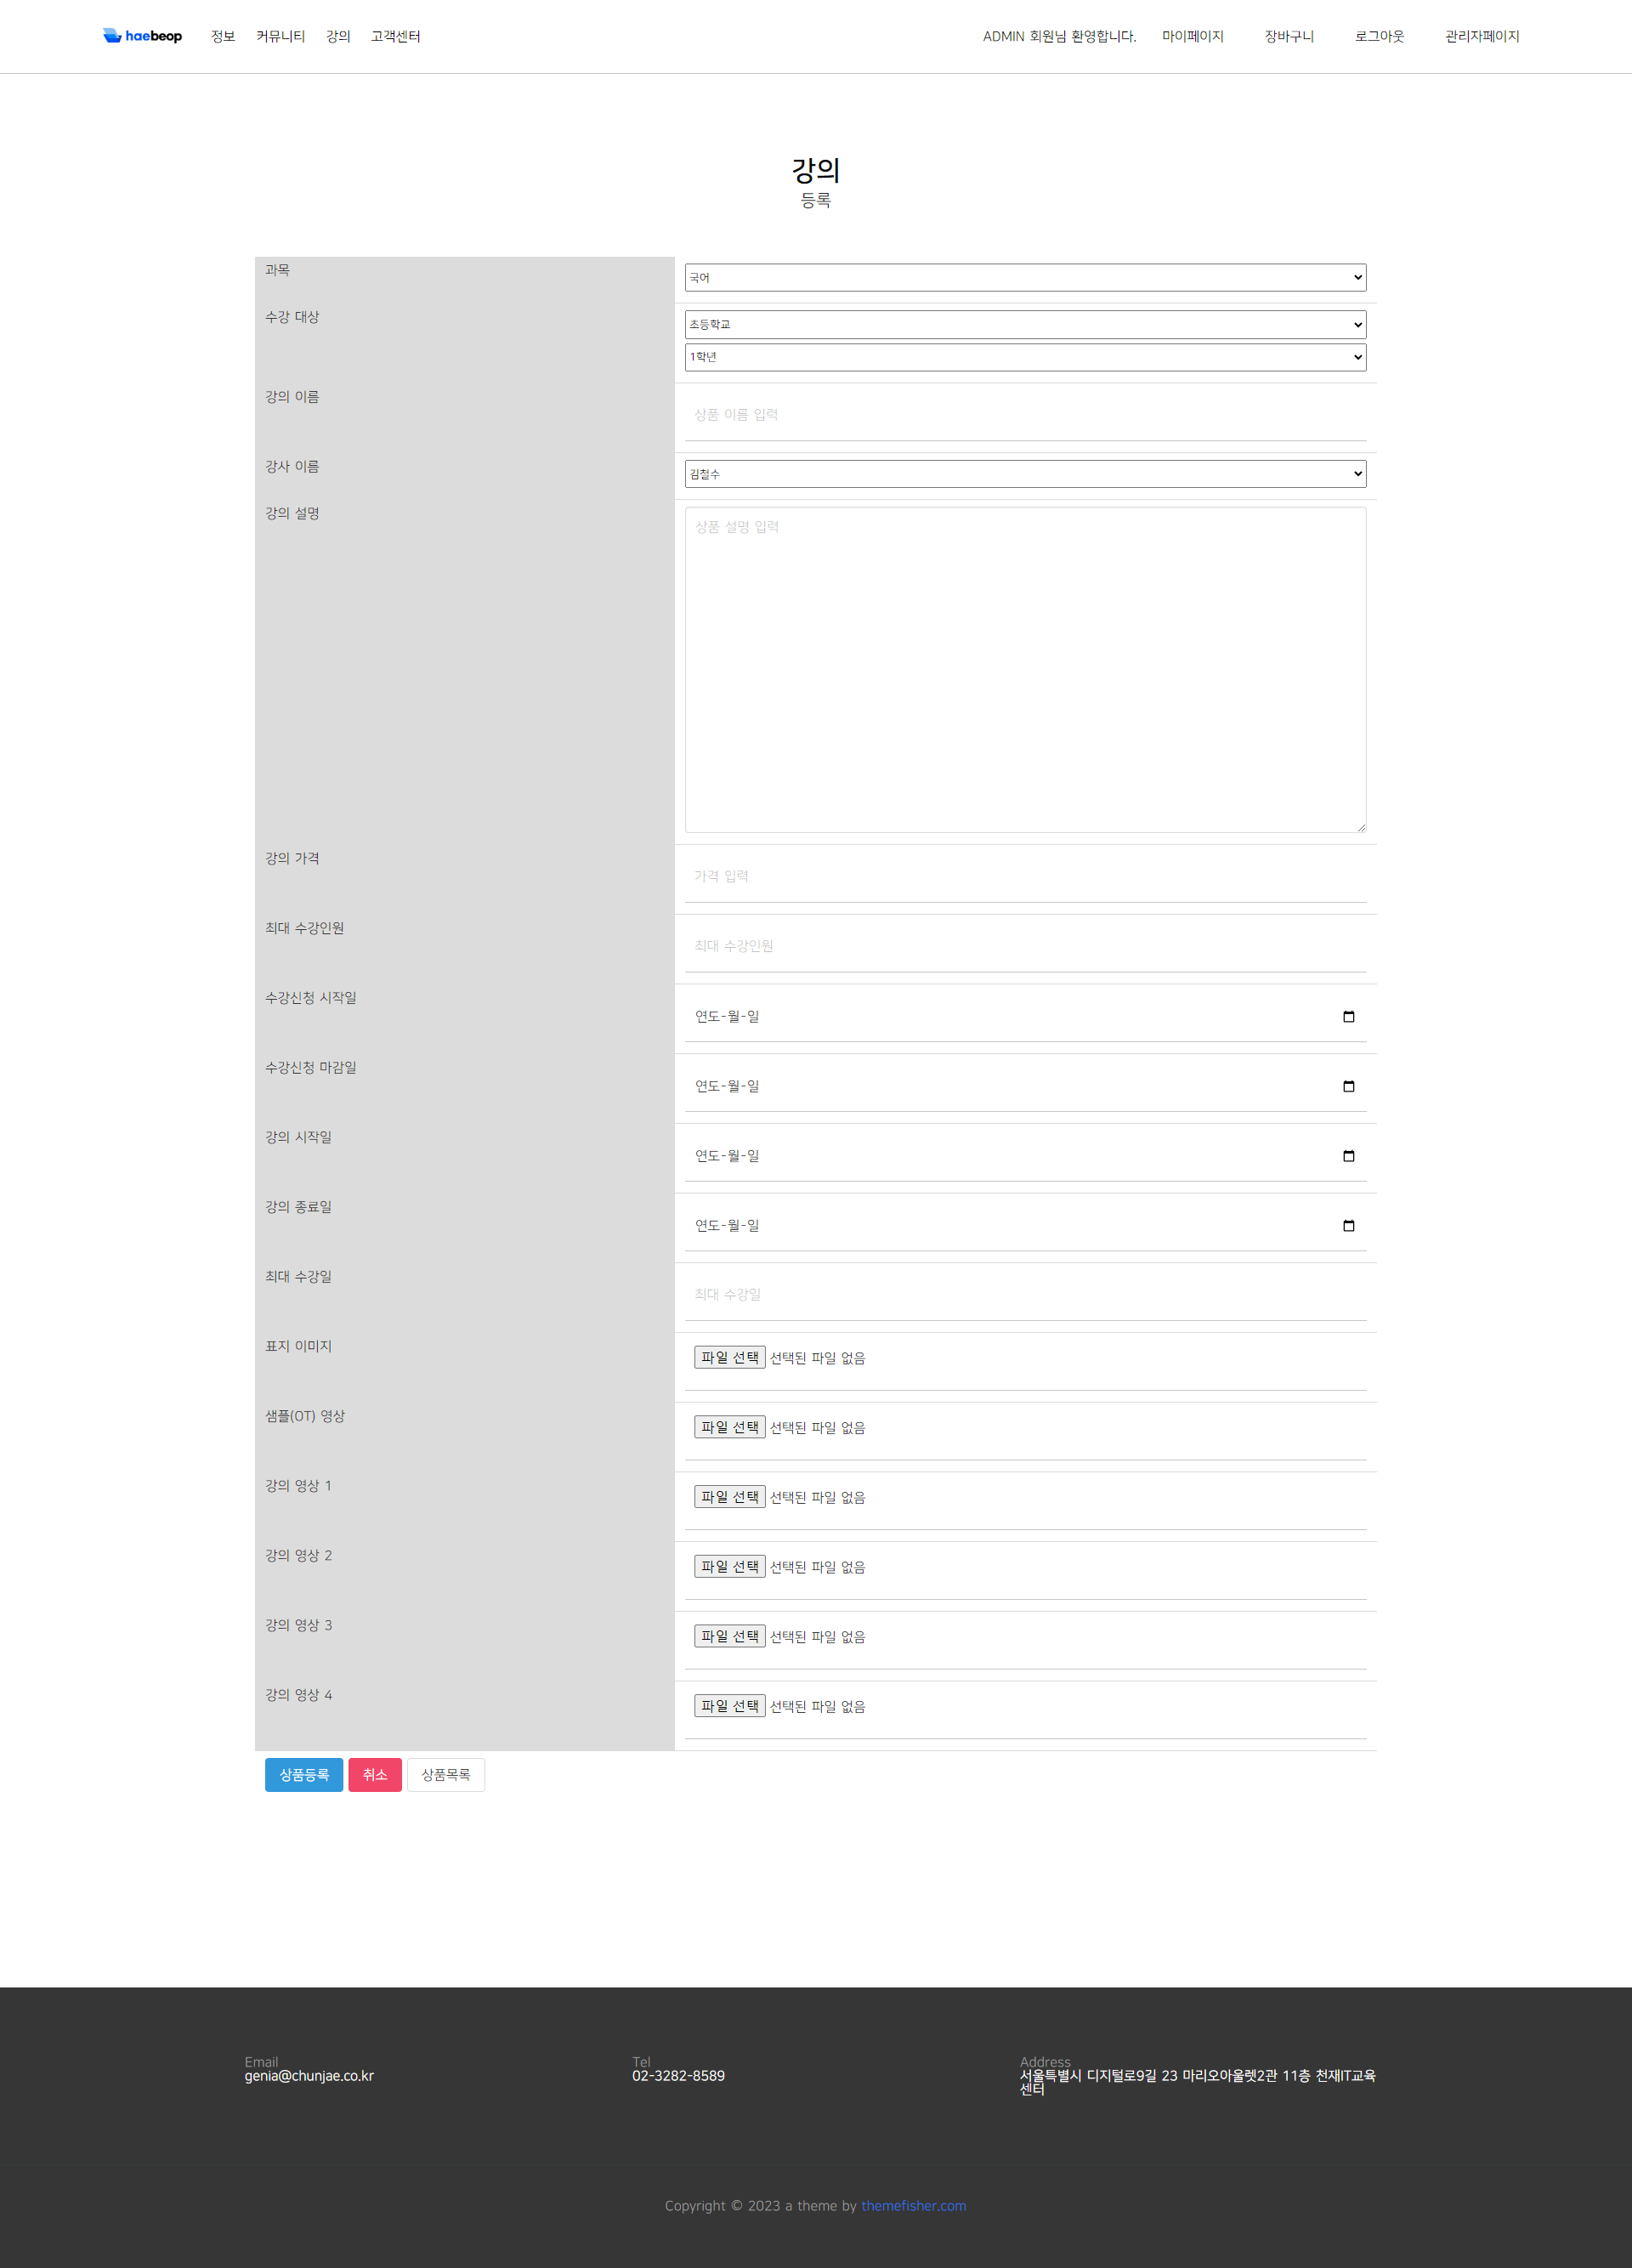 haebeop 정보 커뮤니티 강의 고객센터 ADMIN 회원님 환영합니다. 마이페이지 장바구니 로그아웃 관리자페이지
강의
등록
과목 국어
수강 대상 초등학교
1학년
강의 이름 상품 이름 입력
강사 이름 김철수
강의 설명 상품 설명 입력
강의 가격 가격 입력
최대 수강인원 최대 수강인원
수강신청 시작일 연도-월-일
수강신청 마감일 연도-월-일
강의 시작일 연도-월-일
강의 종료일 연도-월-일
최대 수강일 최대 수강일
표지 이미지 파일 선택 선택된 파일 없음
샘플(OT) 영상 파일 선택 선택된 파일 없음
강의 영상 1 파일 선택 선택된 파일 없음
강의 영상 2 파일 선택 선택된 파일 없음
강의 영상 3 파일 선택 선택된 파일 없음
강의 영상 4 파일 선택 선택된 파일 없음
상품등록 취소 상품목록
Email Tel Address
genia@chunjae.co.kr 02-3282-8589 서울특별시 디지털로9길 23 마리오아울렛2관 11층 천재IT교육
센터
Copyright © 2023 a theme by themefisher.com